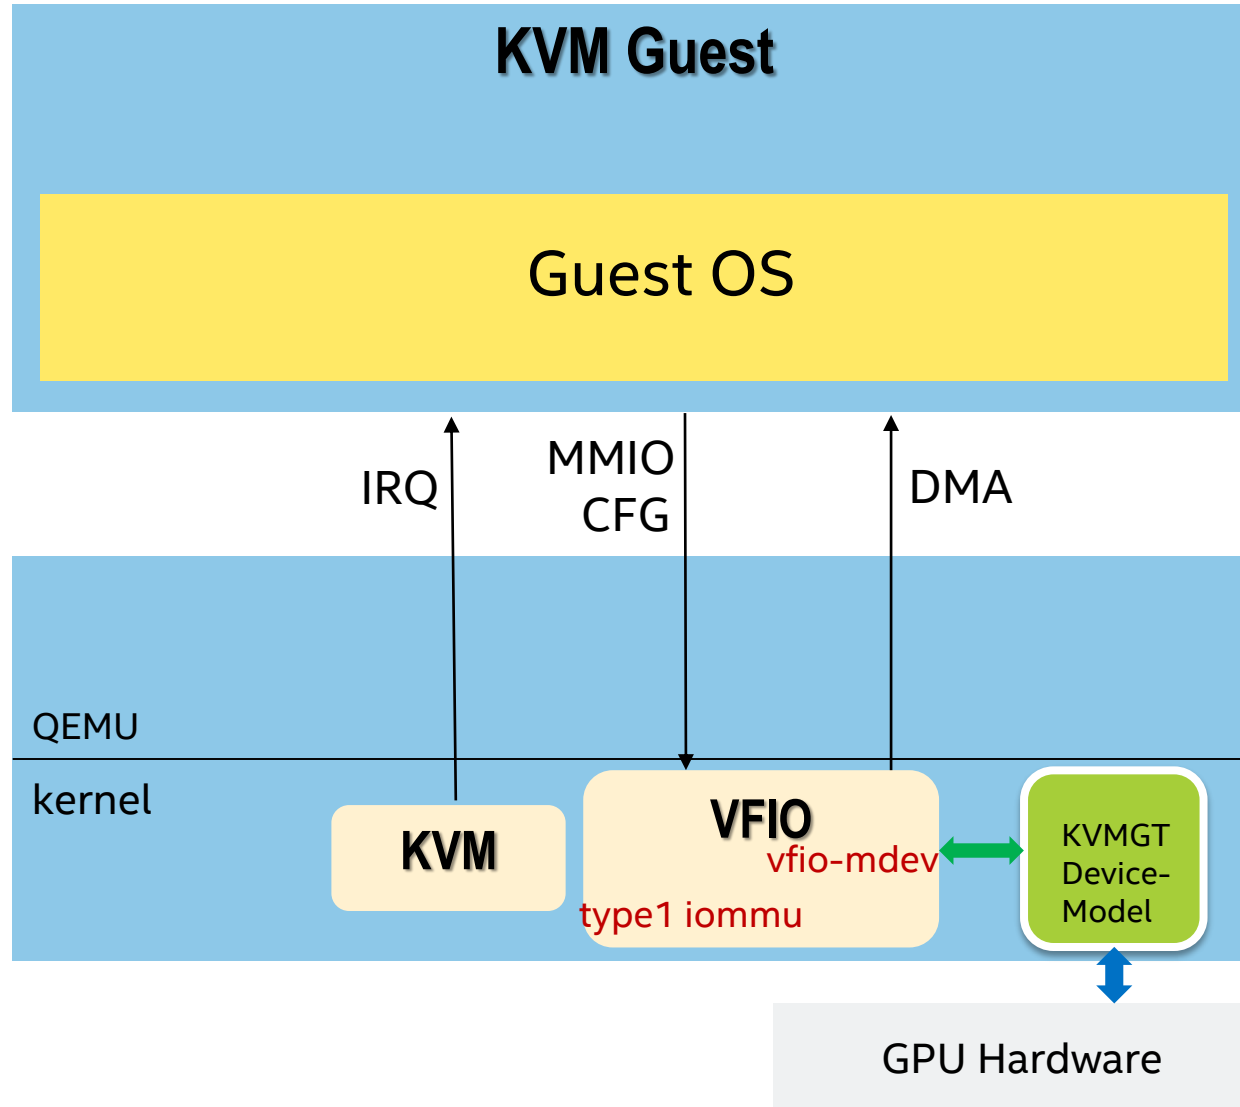 KVM Guest
Guest OS
IRQ
MMIO
CFG
DMA
QEMU
kernel
KVM
VFIO
vfio-mdev
type1 iommu
KVMGT
Device-
Model
GPU Hardware